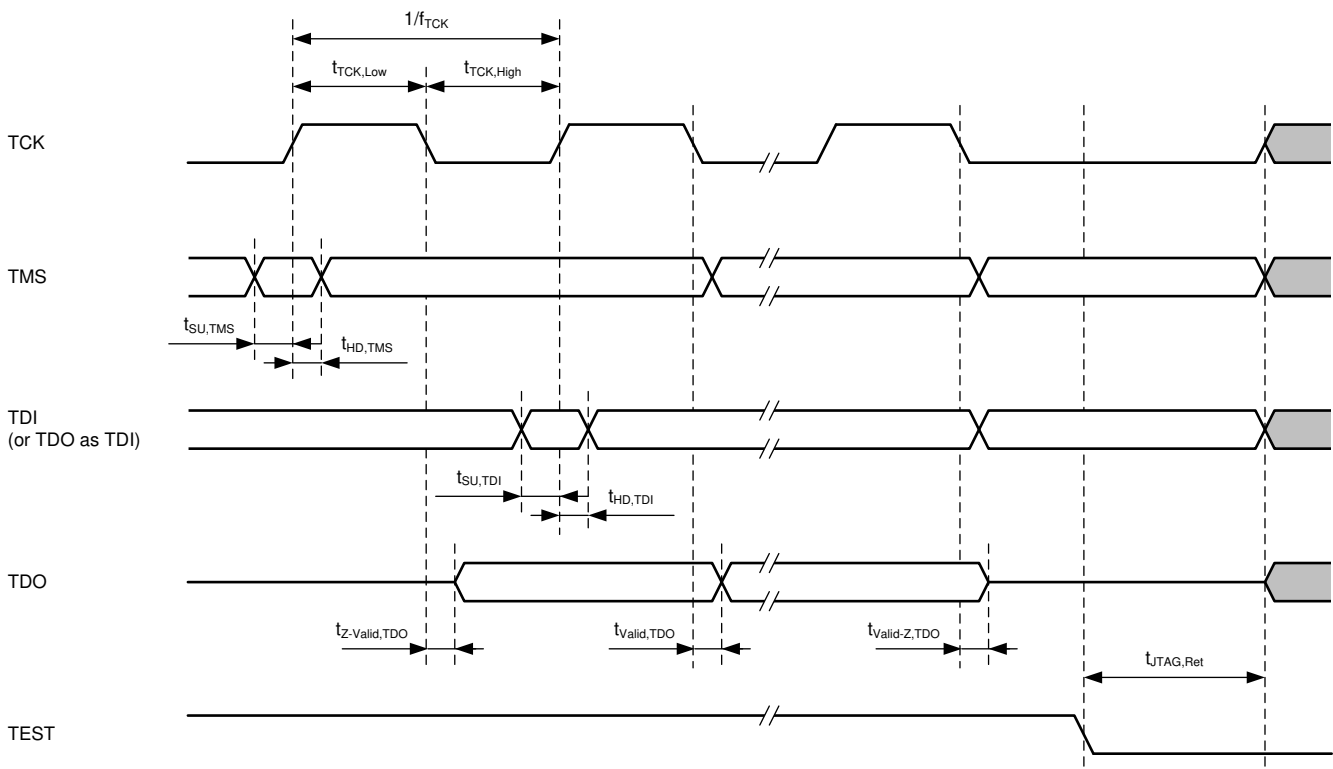 1/fTCK
tTCK,Low
tTCK,High
TCK
TMS
tSU,TMS
tHD,TMS
TDI
(or TDO as TDI)
tSU,TDI
tHD,TDI
TDO
tZ-Valid,TDO
tValid,TDO
tValid-Z,TDO
tJTAG,Ret
TEST